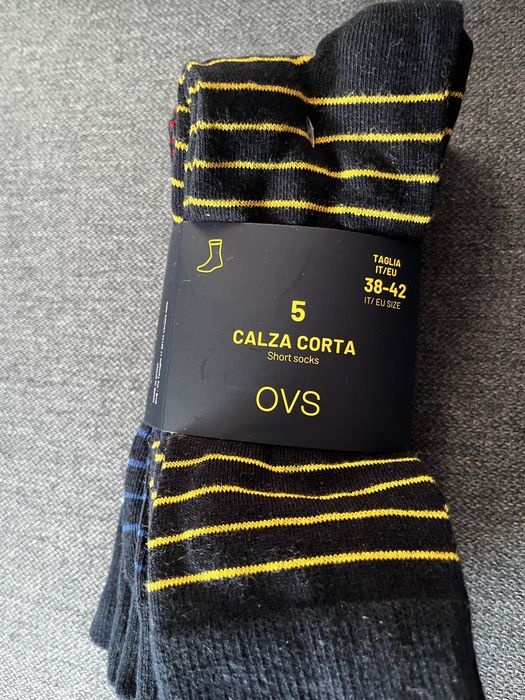 TAGLIA
IT/EU
38-42
IT/ EU SIZE
5
CALZA CORTA
Short socks
OVS